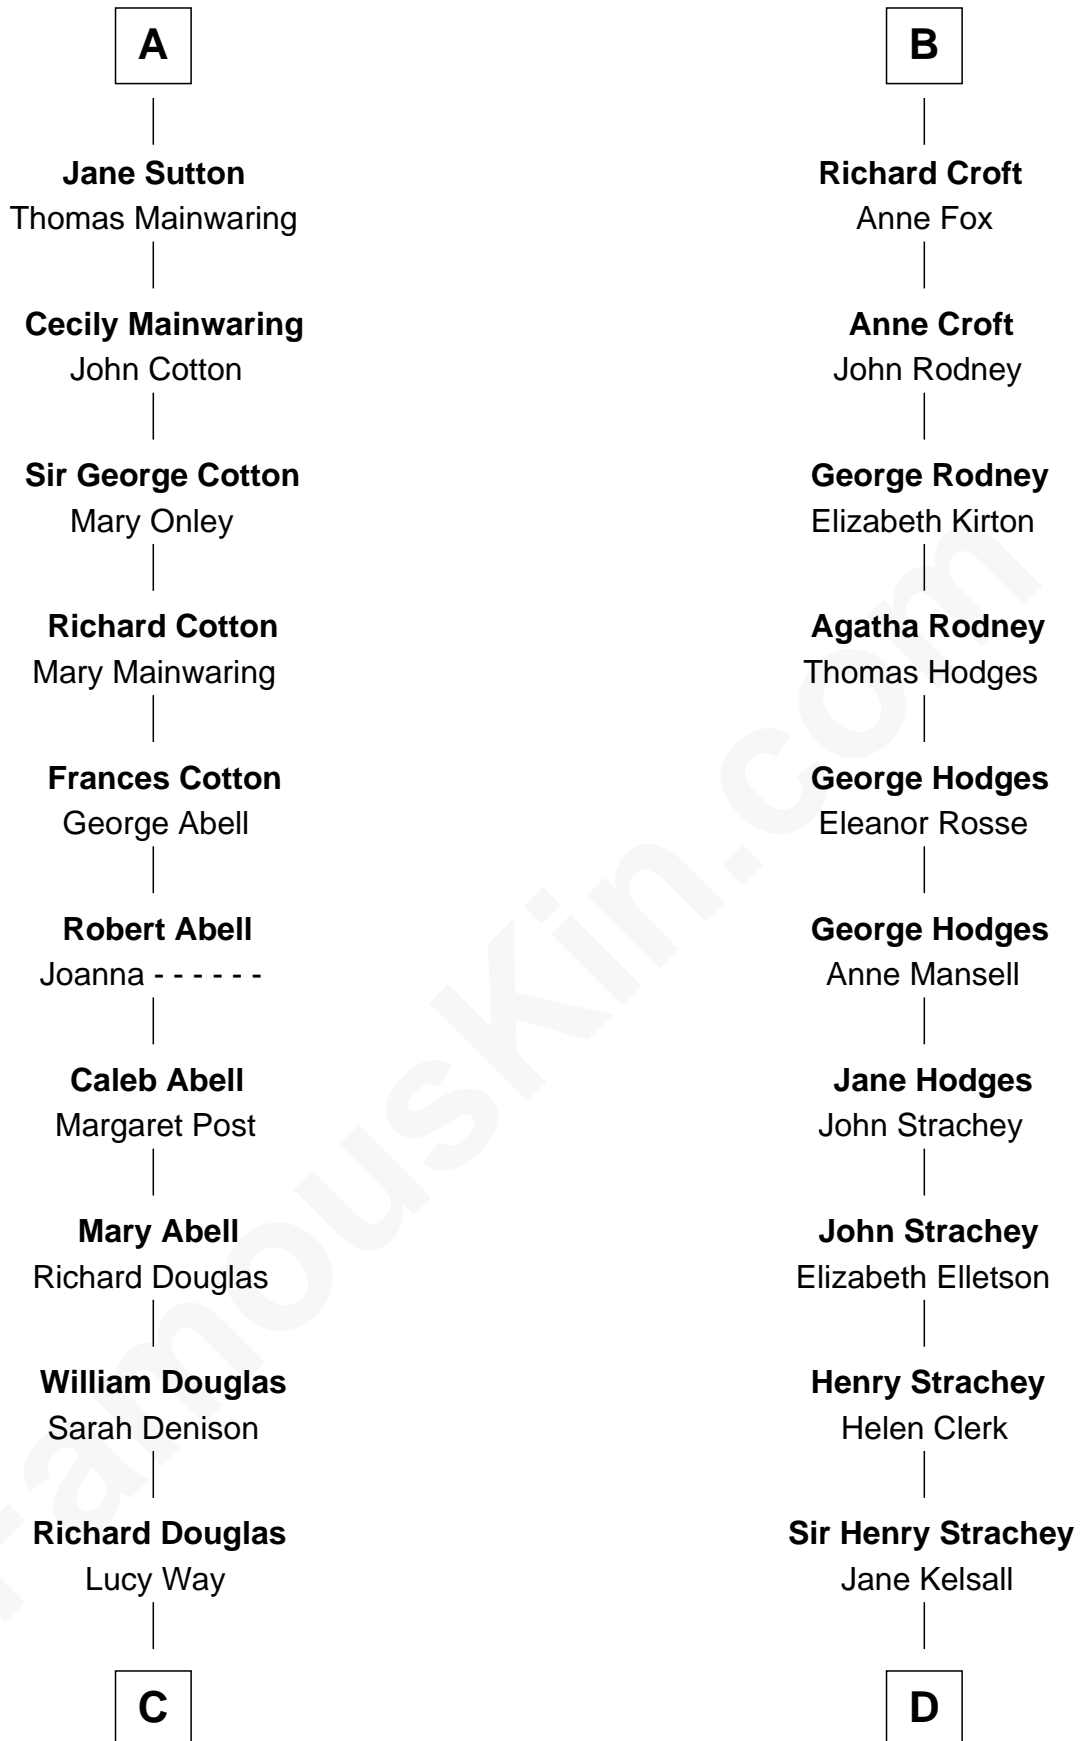 A
Jane Sutton
Thomas Mainwaring
Cecily Mainwaring
John Cotton
Sir George Cotton
Mary Onley
Richard Cotton
Mary Mainwaring
Frances Cotton
George Abell
Robert Abell
Joanna - - - - - -
Caleb Abell
Margaret Post
Mary Abell
Richard Douglas
William Douglas
Sarah Denison
Richard Douglas
Lucy Way
C
B
Richard Croft
Anne Fox
Anne Croft
John Rodney
George Rodney
Elizabeth Kirton
Agatha Rodney
Thomas Hodges
George Hodges
Eleanor Rosse
George Hodges
Anne Mansell
Jane Hodges
John Strachey
John Strachey
Elizabeth Elletson
Henry Strachey
Helen Clerk
Sir Henry Strachey
Jane Kelsall
D
FamousKin.com